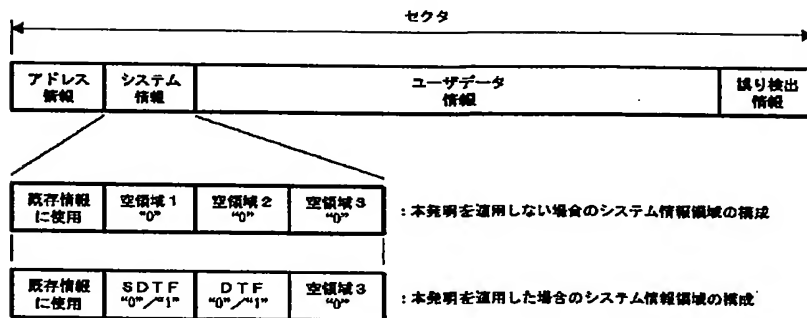 セクタ
アドレス
情報
システム
情報
ユーザデータ
情報
誤り検出
情報
既存情報
に使用
空領域1
“0”
空領域2
“0”
空領域3
“0”
:本発明を適用しない場合のシステム情報領域の構成
既存情報
に使用
SDTF
“0”/“1”
DTF
“0”/“1”
空領域3
“0”
:本発明を適用した場合のシステム情報領域の構成